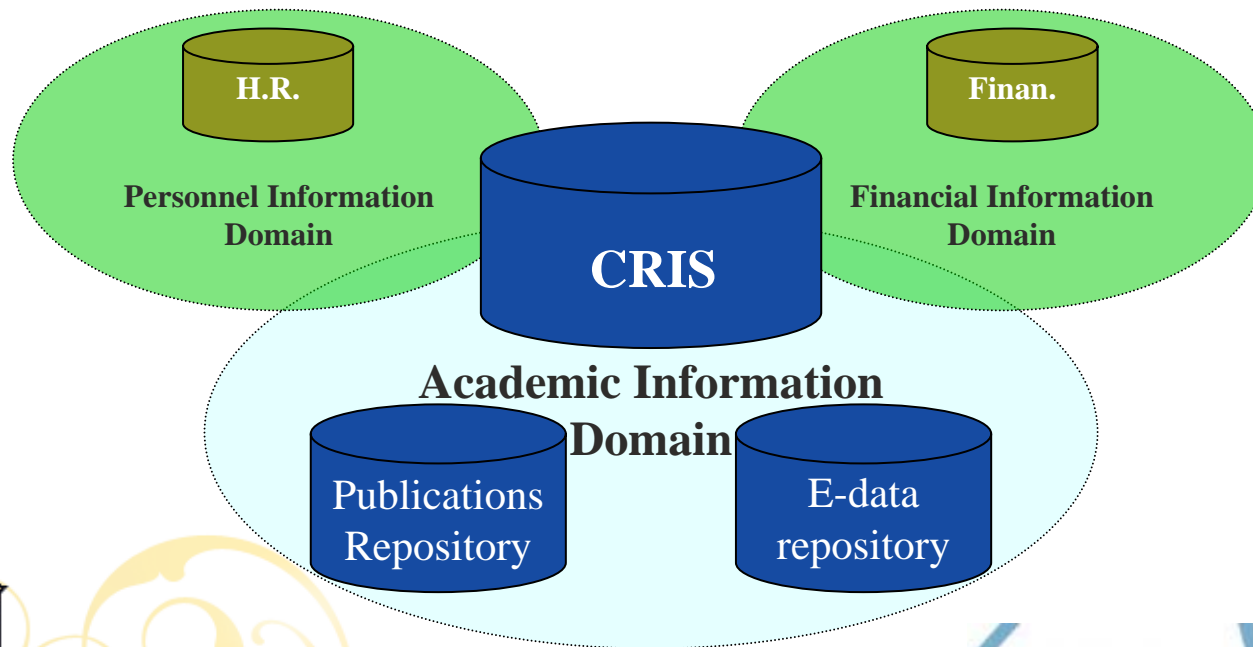 H.R.
Finan.
Personnel Information
Domain
Financial Information
Domain
CRIS
Academic Information
Domain
Publications
Repository
E-data
repository